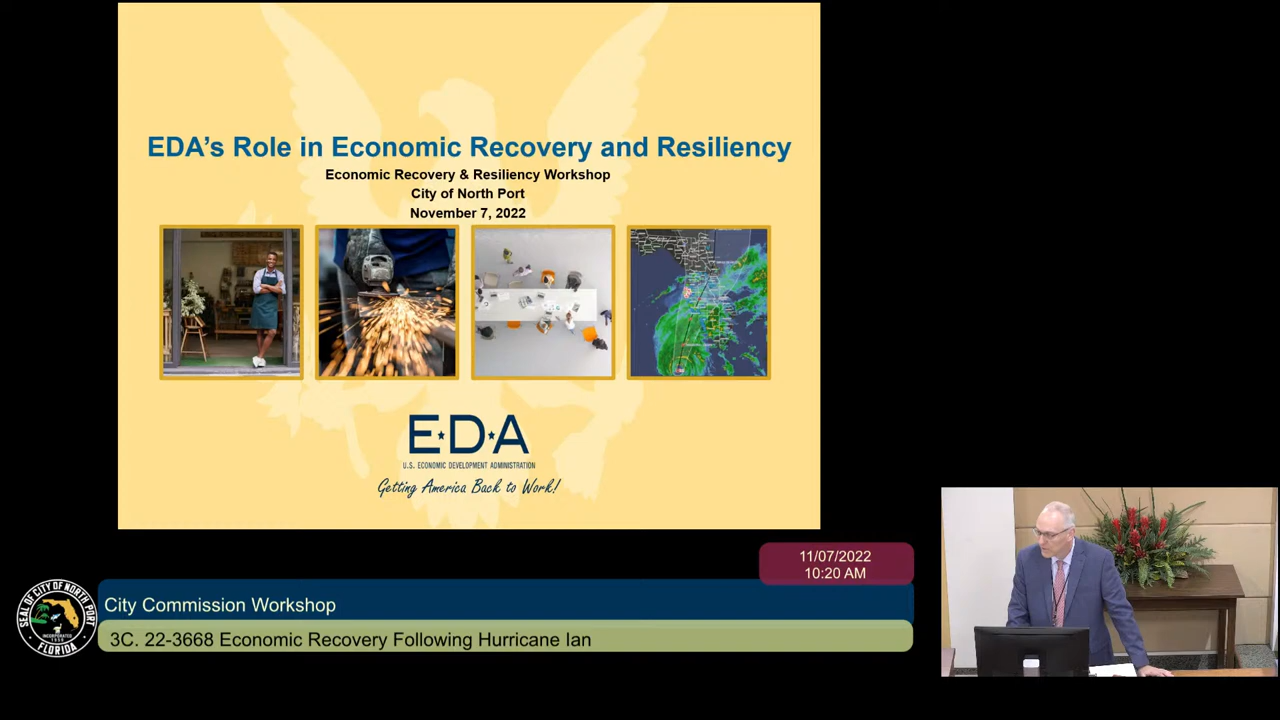 EDA's Role in Economic Recovery and Resiliency
Economic Recovery & Resiliency Workshop
City of North Port
November 7, 2022
E★D★A
U.S. ECONOMIC DEVELOPMENT ADMINISTRATION
Getting America Back to Work!
11/07/2022
10:20 AM
SEAL OF CITY OF NORTH PORT
INCORPORATED
FLORIDA
City Commission Workshop
3C. 22-3668 Economic Recovery Following Hurricane Ian